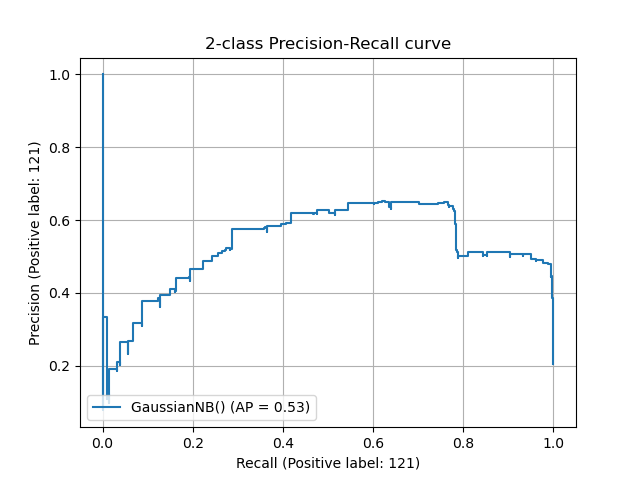 2-class Precision-Recall curve
Precision (Positive label: 121)
1.0
0.8
0.6
0.4
0.2
GaussianNB() (AP = 0.53)
0.0 0.2 0.4 0.6 0.8 1.0
Recall (Positive label: 121)